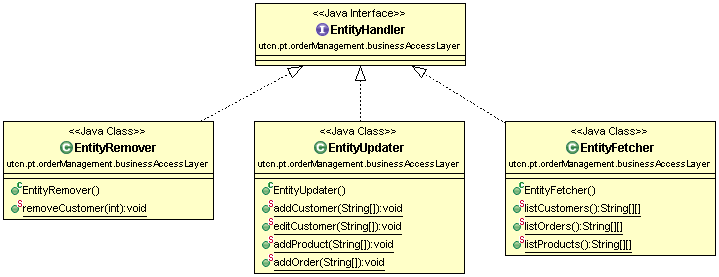 <<Java Interface>>
EntityHandler
utcn.pt.orderManagement.businessAccessLayer
<<Java Class>>
EntityRemover
utcn.pt.orderManagement.businessAccessLayer
EntityRemover()
removeCustomer(int):void
<<Java Class>>
EntityUpdater
utcn.pt.orderManagement.businessAccessLayer
EntityUpdater()
addCustomer(String[]):void
editCustomer(String[]):void
addProduct(String[]):void
addOrder(String[]):void
<<Java Class>>
EntityFetcher
utcn.pt.orderManagement.businessAccessLayer
EntityFetcher()
listCustomers():String[][]
listOrders():String[][]
listProducts():String[][]